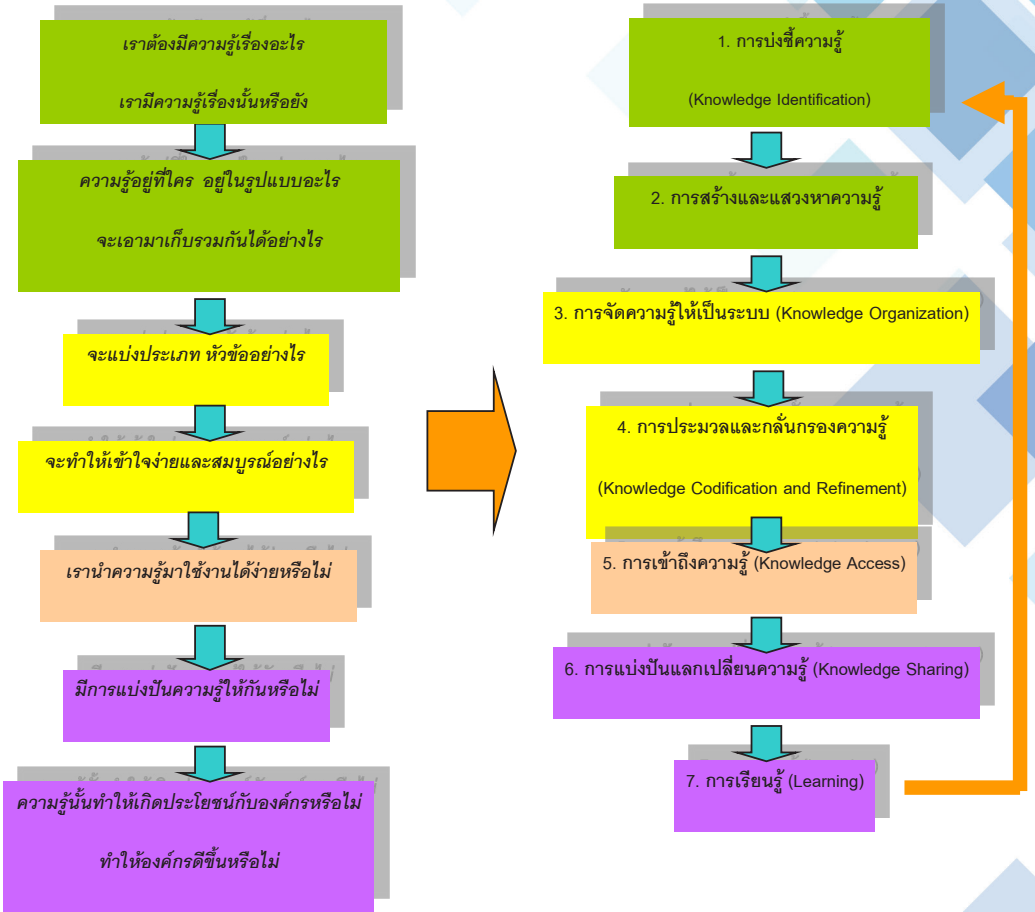 เราต้องมีความรู้เรื่องอะไร
เรามีความรู้เรื่องนั้นหรือยัง
ความรู้อยู่ที่ใคร อยู่ในรูปแบบอะไร
จะเอามาเก็บรวมกันได้อย่างไร
จะแบ่งประเภท หัวข้ออย่างไร
จะทำให้เข้าใจง่ายและสมบูรณ์อย่างไร
เรานำความรู้มาใช้งานได้ง่ายหรือไม่
มีการแบ่งปันความรู้ให้กันหรือไม่
ความรู้นั้นทำให้เกิดประโยชน์กับองค์กรหรือไม่
ทำให้องค์กรดีขึ้นหรือไม่
1. การบ่งชี้ความรู้
(Knowledge Identification)
2. การสร้างและแสวงหาความรู้
3. การจัดความรู้ให้เป็นระบบ (Knowledge Organization)
4. การประมวลและกลั่นกรองความรู้
(Knowledge Codification and Refinement)
5. การเข้าถึงความรู้ (Knowledge Access)
6. การแบ่งปันแลกเปลี่ยนความรู้ (Knowledge Sharing)
7. การเรียนรู้ (Learning)